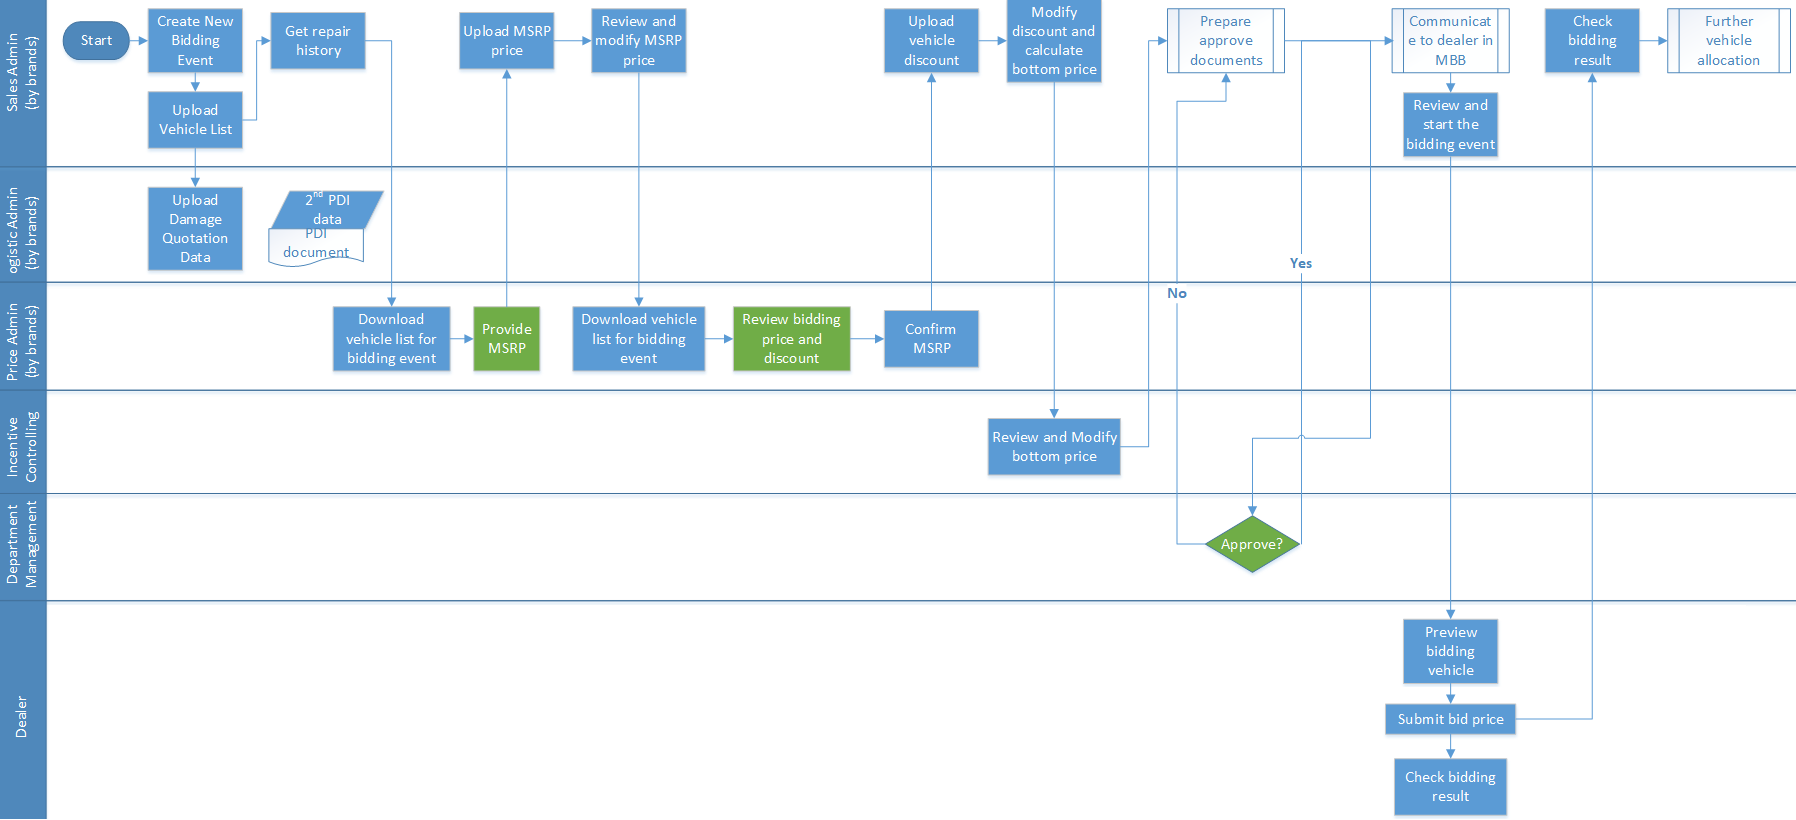 Sales Admin
(by brands)
Start
Create New
Bidding
Event
Upload
Vehicle List
Get repair
history
Upload MSRP
price
Review and
modify MSRP
price
Upload
vehicle
discount
Modify
discount and
calculate
bottom price
Prepare
approve
documents
Communicat
e to dealer in
MBB
Review and
start the
bidding event
Check
bidding
result
Further
vehicle
allocation
ogistic Admin
(by brands)
Upload
Damage
Quotation
Data
2nd PDI
data
PDI
document
Yes
No
Price Admin
(by brands)
Download
vehicle list for
bidding event
Provide
MSRP
Download vehicle
list for bidding
event
Review bidding
price and
discount
Confirm
MSRP
Incentive
Controlling
Review and Modify
bottom price
Department
Management
Approve?
Dealer
Preview
bidding
vehicle
Submit bid price
Check bidding
result